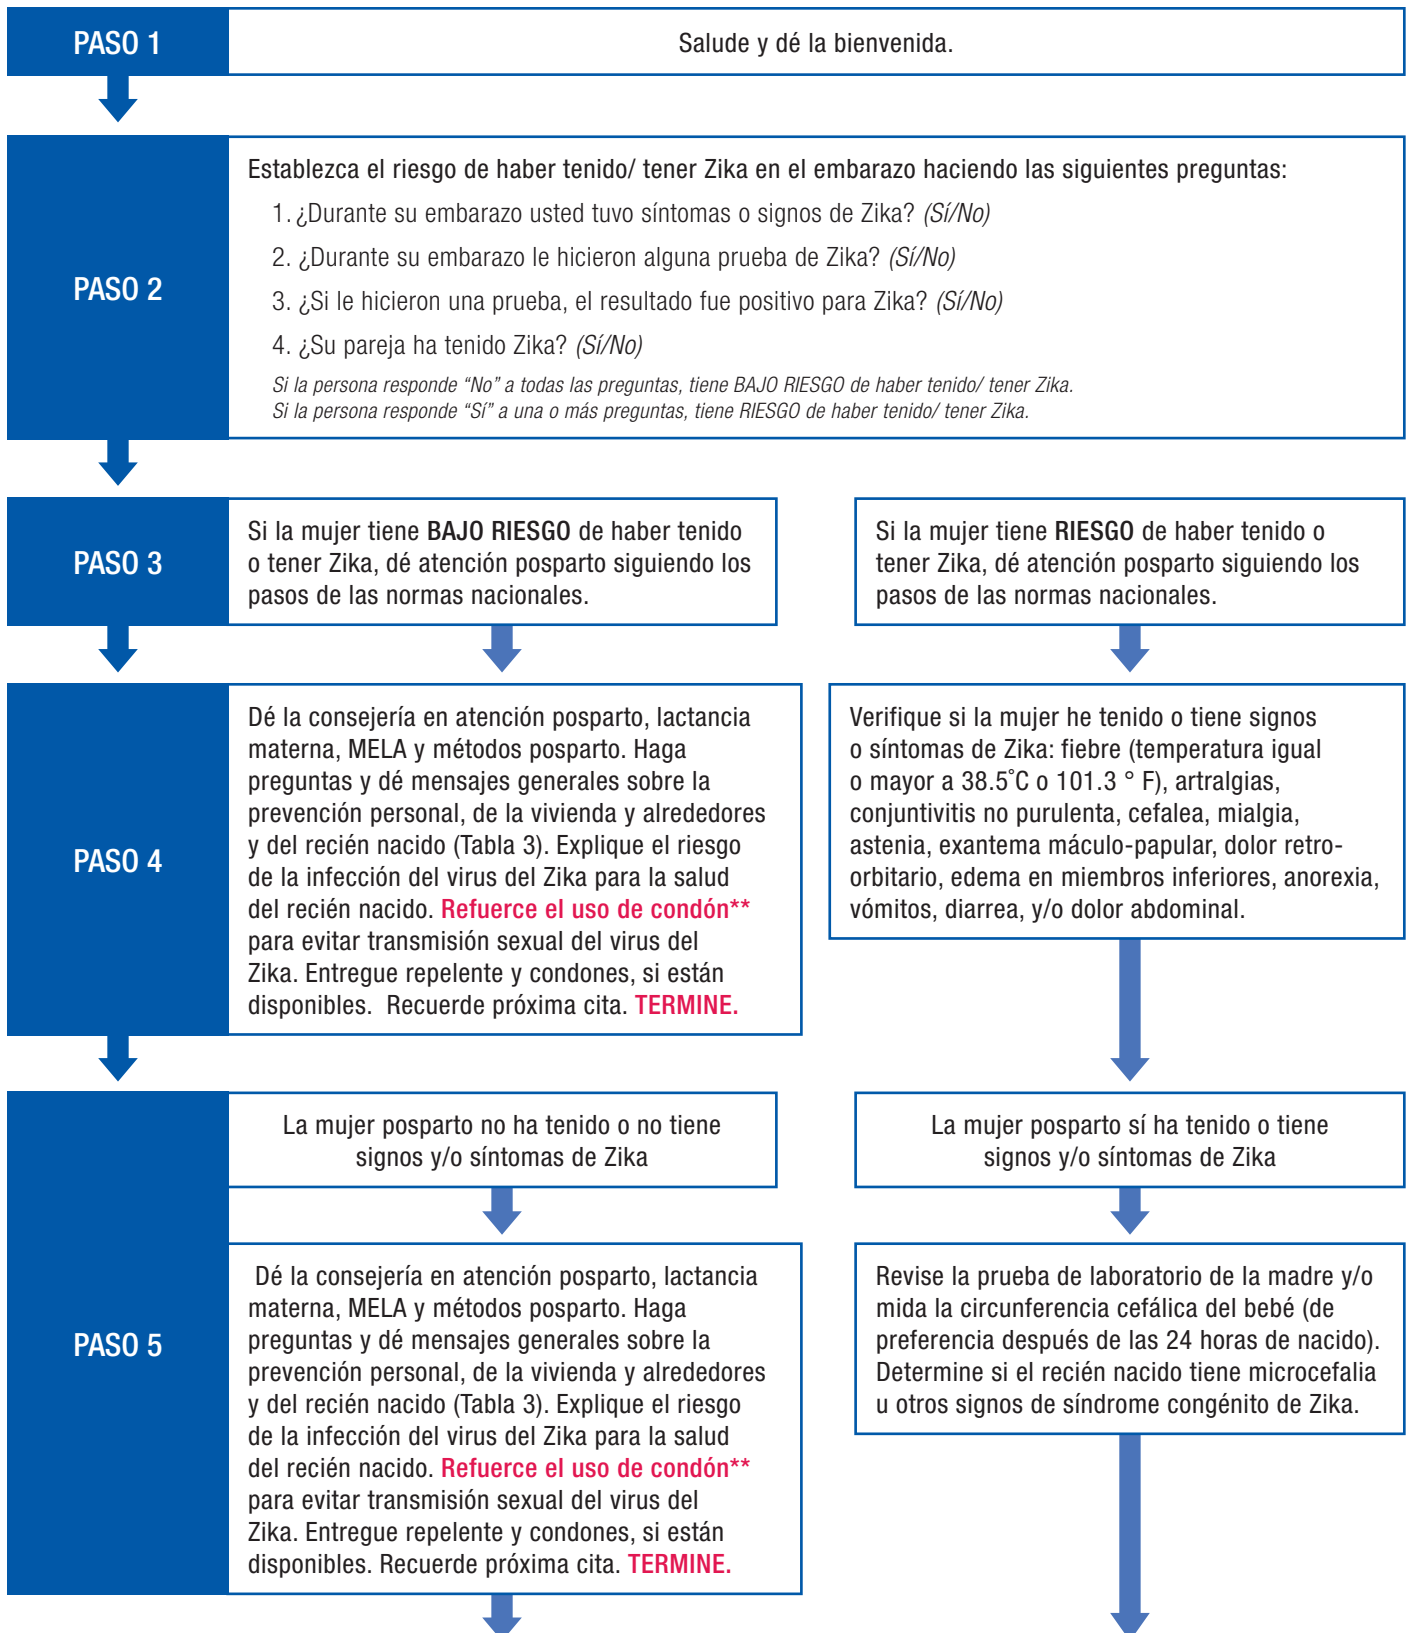 PASO 1
Salude y dé la bienvenida.
PASO 2
Establezca el riesgo de haber tenido/ tener Zika en el embarazo haciendo las siguientes preguntas:
1. ¿Durante su embarazo usted tuvo síntomas o signos de Zika? (Sí/No)
2. ¿Durante su embarazo le hicieron alguna prueba de Zika? (Sí/No)
3. ¿Si le hicieron una prueba, el resultado fue positivo para Zika? (Sí/No)
4. ¿Su pareja ha tenido Zika? (Sí/No)
Si la persona responde “No” a todas las preguntas, tiene BAJO RIESGO de haber tenido/ tener Zika.
Si la persona responde “Sí” a una o más preguntas, tiene RIESGO de haber tenido/ tener Zika.
PASO 3
Si la mujer tiene BAJO RIESGO de haber tenido
o tener Zika, dé atención posparto siguiendo los
pasos de las normas nacionales.
Si la mujer tiene RIESGO de haber tenido o
tener Zika, dé atención posparto siguiendo los
pasos de las normas nacionales.
PASO 4
Dé la consejería en atención posparto, lactancia
materna, MELA y métodos posparto. Haga
preguntas y dé mensajes generales sobre la
prevención personal, de la vivienda y alrededores
y del recién nacido (Tabla 3). Explique el riesgo
de la infección del virus del Zika para la salud
del recién nacido. Refuerce el uso de condón**
para evitar transmisión sexual del virus del
Zika. Entregue repelente y condones, si están
disponibles. Recuerde próxima cita. TERMINE.
Verifique si la mujer he tenido o tiene signos
o síntomas de Zika: fiebre (temperatura igual
o mayor a 38.5˚C o 101.3 ° F), artralgias,
conjuntivitis no purulenta, cefalea, mialgia,
astenia, exantema máculo-papular, dolor retro-
orbitario, edema en miembros inferiores, anorexia,
vómitos, diarrea, y/o dolor abdominal.
PASO 5
La mujer posparto no ha tenido o no tiene
signos y/o síntomas de Zika
La mujer posparto sí ha tenido o tiene
signos y/o síntomas de Zika
Dé la consejería en atención posparto, lactancia
materna, MELA y métodos posparto. Haga
preguntas y dé mensajes generales sobre la
prevención personal, de la vivienda y alrededores
y del recién nacido (Tabla 3). Explique el riesgo
de la infección del virus del Zika para la salud
del recién nacido. Refuerce el uso de condón**
para evitar transmisión sexual del virus del
Zika. Entregue repelente y condones, si están
disponibles. Recuerde próxima cita. TERMINE.
Revise la prueba de laboratorio de la madre y/o
mida la circunferencia cefálica del bebé (de
preferencia después de las 24 horas de nacido).
Determine si el recién nacido tiene microcefalia
u otros signos de síndrome congénito de Zika.